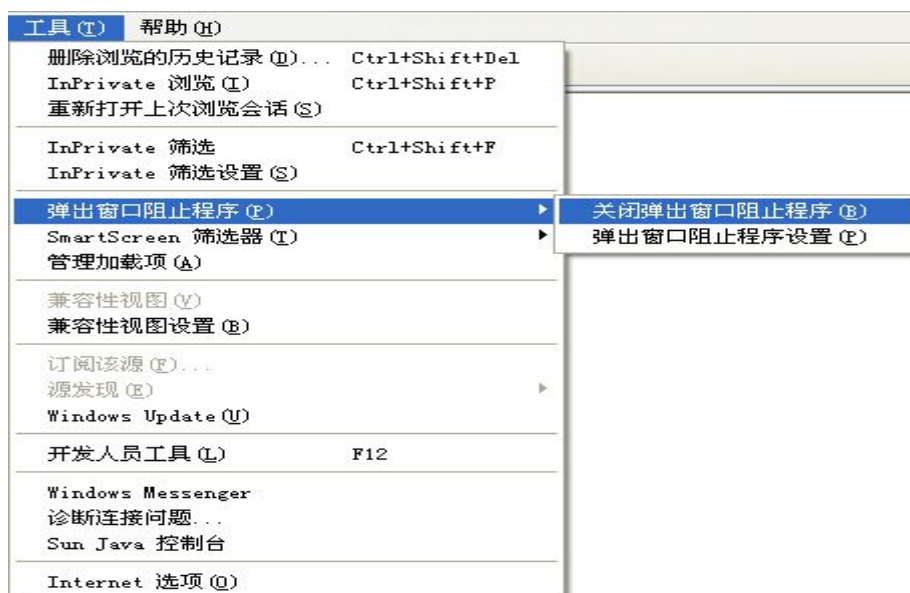 工具(T) 帮助(H)
删除浏览的历史记录(D)... Ctrl+Shift+Del
InPrivate 浏览(I) Ctrl+Shift+P
重新打开上次浏览会话(S)
InPrivate 筛选 Ctrl+Shift+F
InPrivate 筛选设置(S)
弹出窗口阻止程序(P) 关闭弹出窗口阻止程序(B)
SmartScreen 筛选器(T) 弹出窗口阻止程序设置(P)
管理加载项(A)
兼容性视图(V)
兼容性视图设置(B)
订阅该源(F)...
源发现(E)
Windows Update(U)
开发人员工具(L) F12
Windows Messenger
诊断连接问题...
Sun Java 控制台
Internet 选项(O)